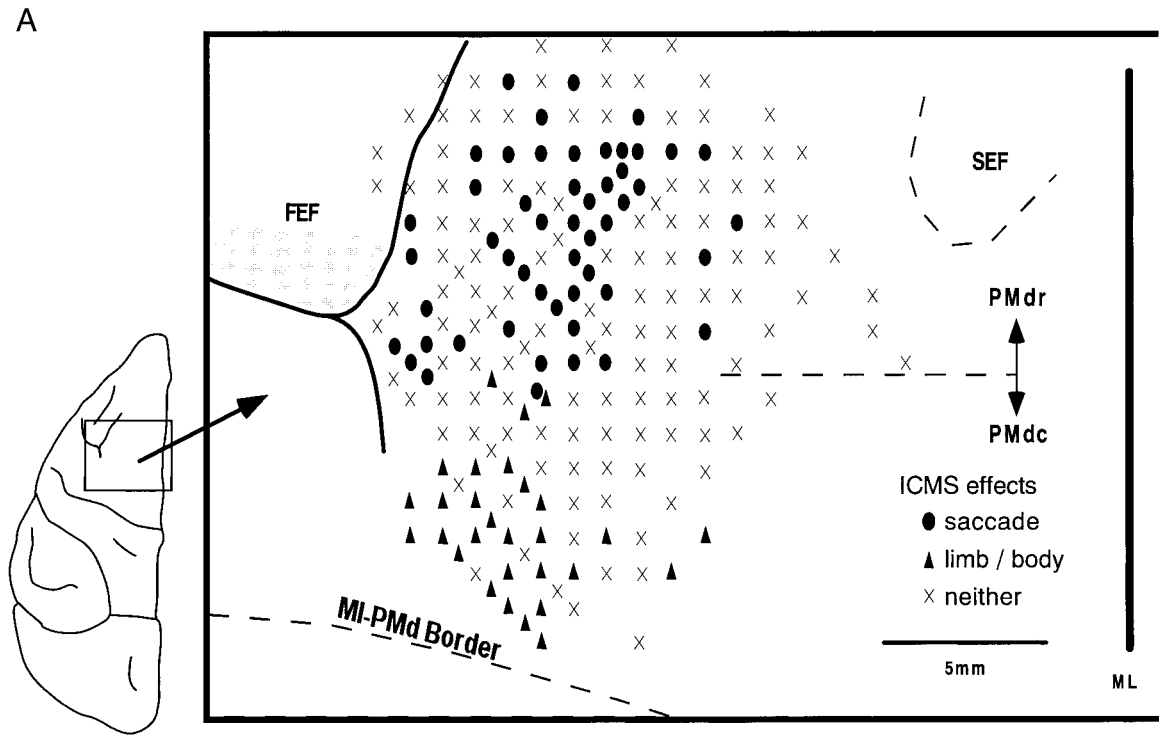 A
FEF
SEF
PMdr
PMdc
ICMS effects
saccade
limb / body
x neither
MI-PMd Border
5mm
ML